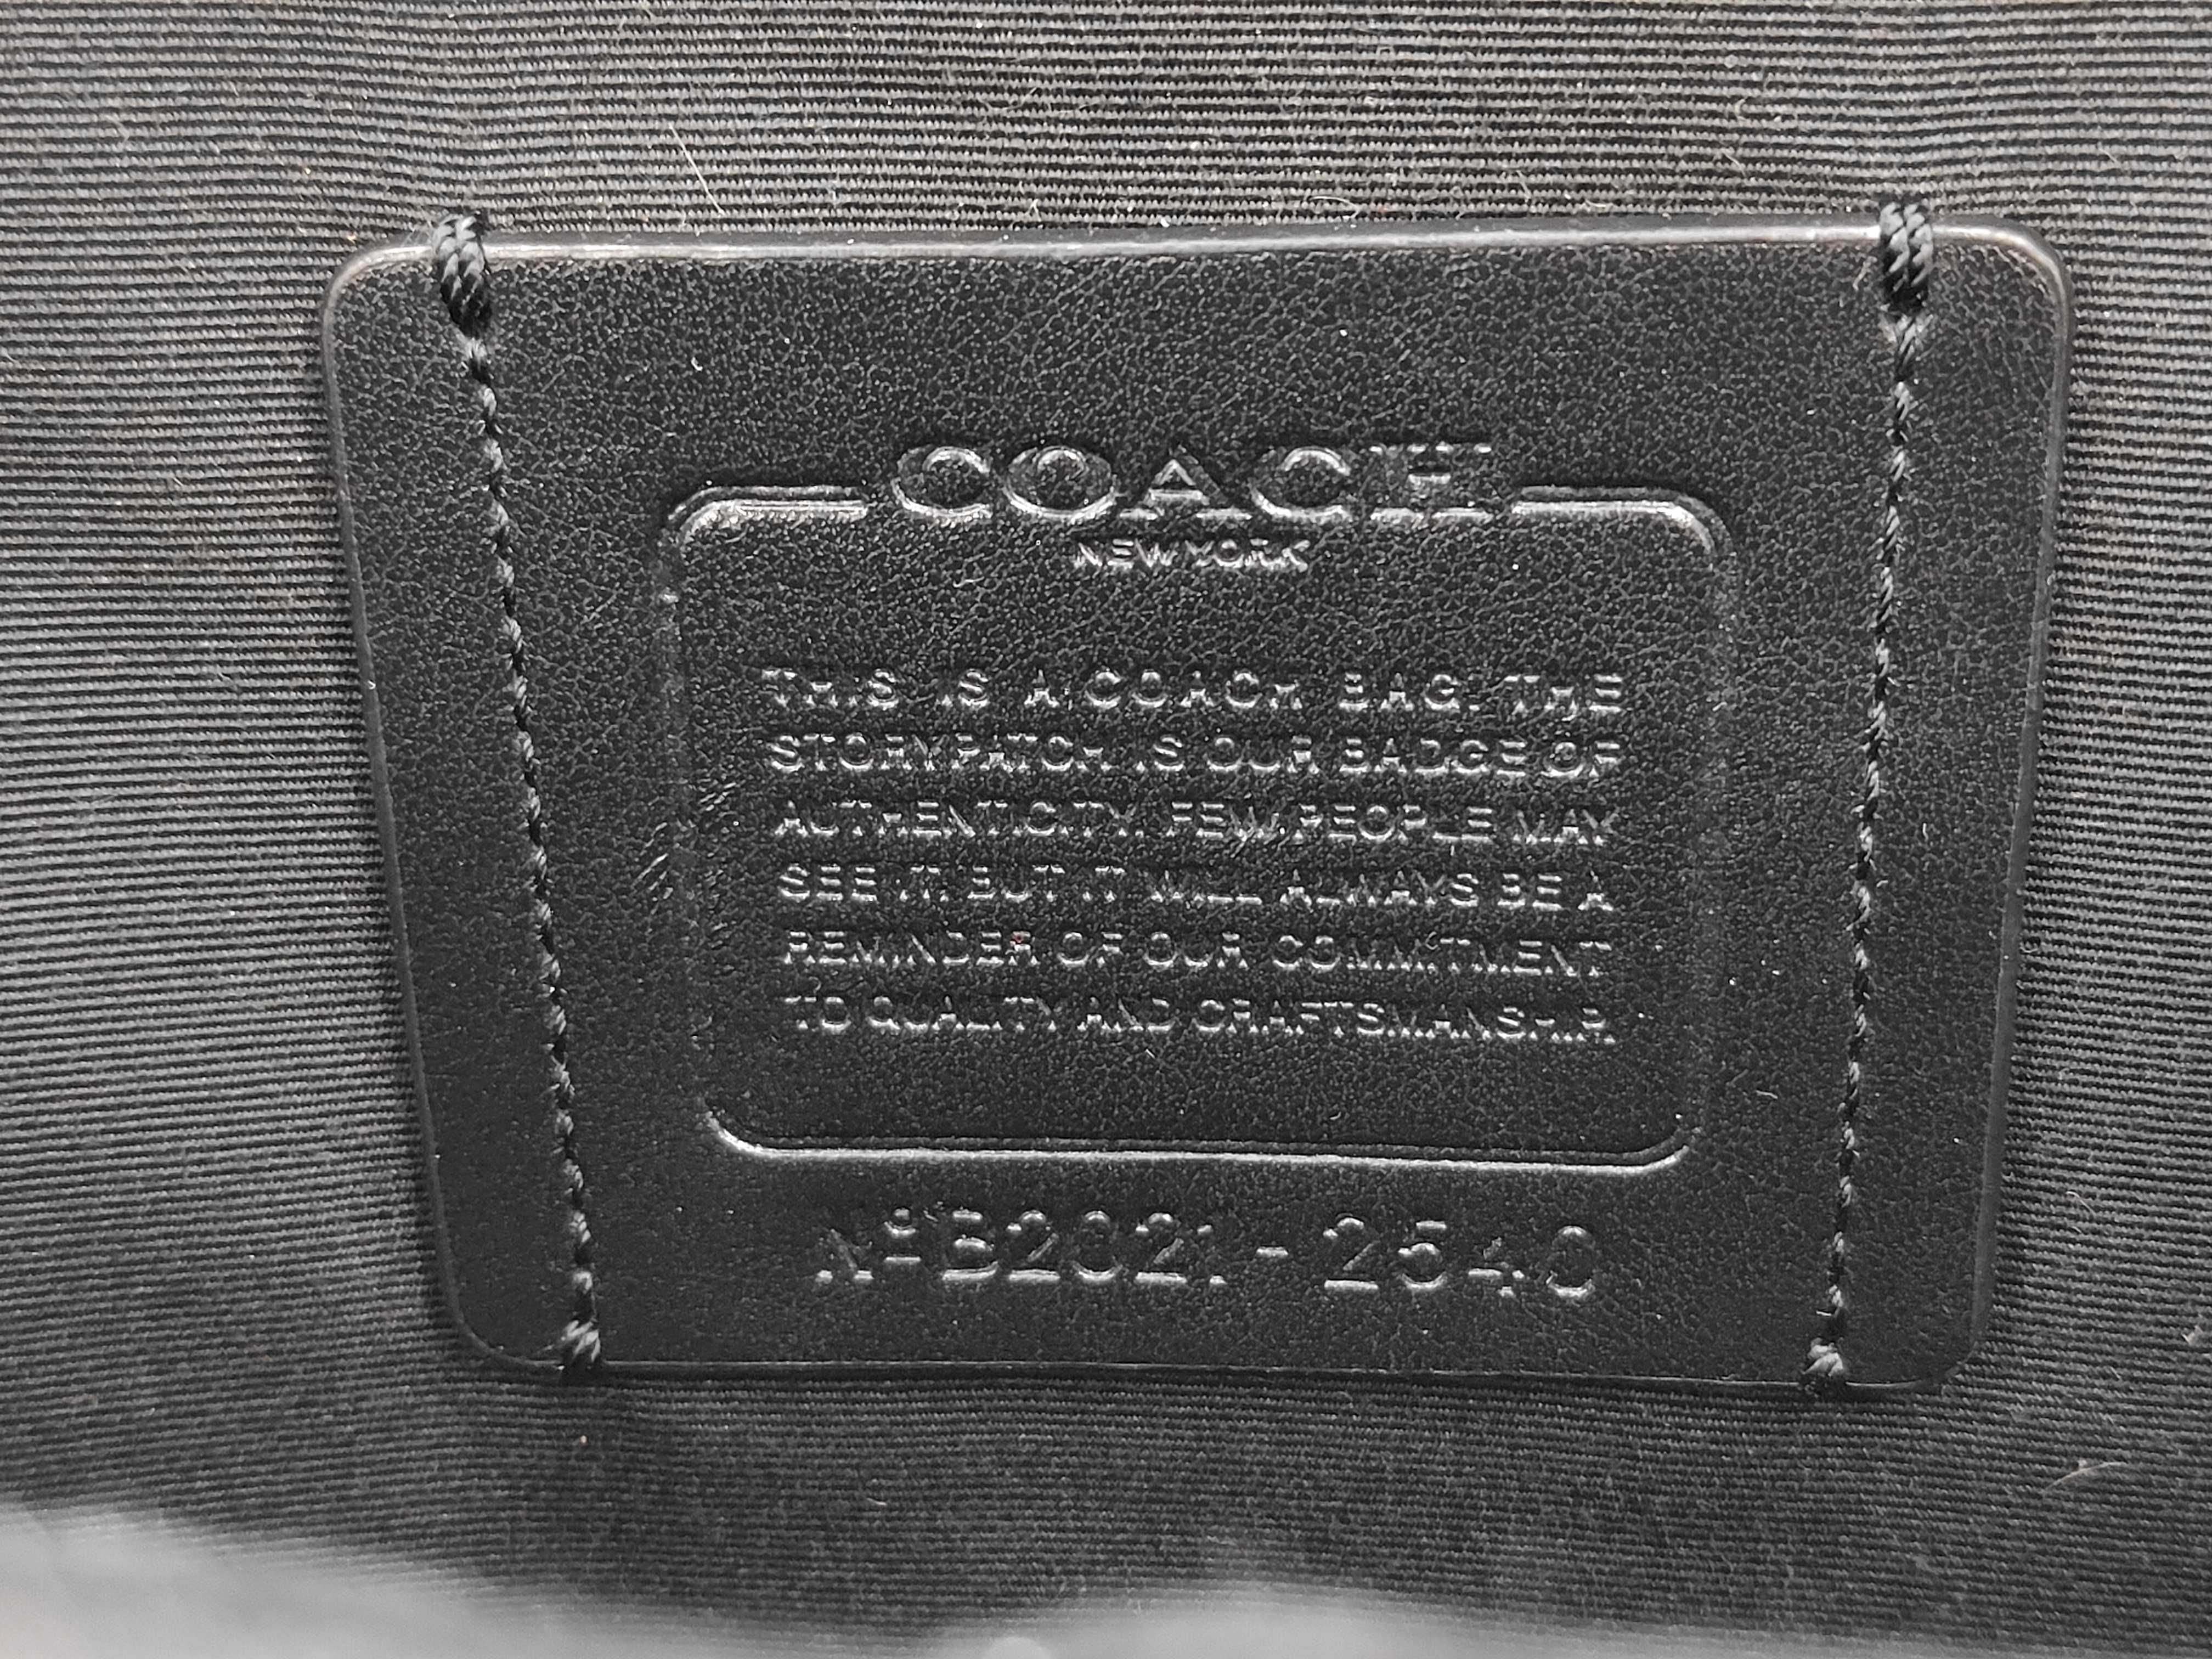 COACH
NEW YORK
THIS IS A COACH BAG. THE
STORYPATCH IS OUR BADGE OF
AUTHENTICITY. FEW PEOPLE MAY
SEE IT. BUT IT WILL ALWAYS BE A
REMINDER OF OUR COMMITMENT
TO QUALITY AND CRAFTSMANSHIP.
Nº B2021-2540